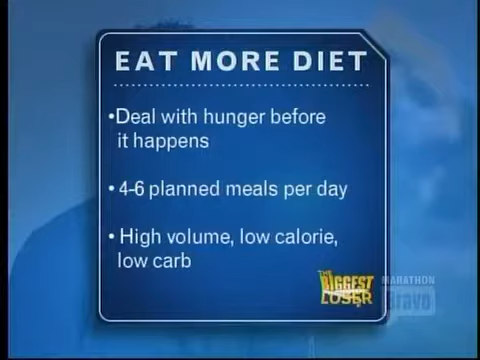 EAT MORE DIET
•Deal with hunger before
it happens
• 4-6 planned meals per day
• High volume, low calorie,
low carb
THE
BIGGEST
LOSER
MARATHON
Bravo